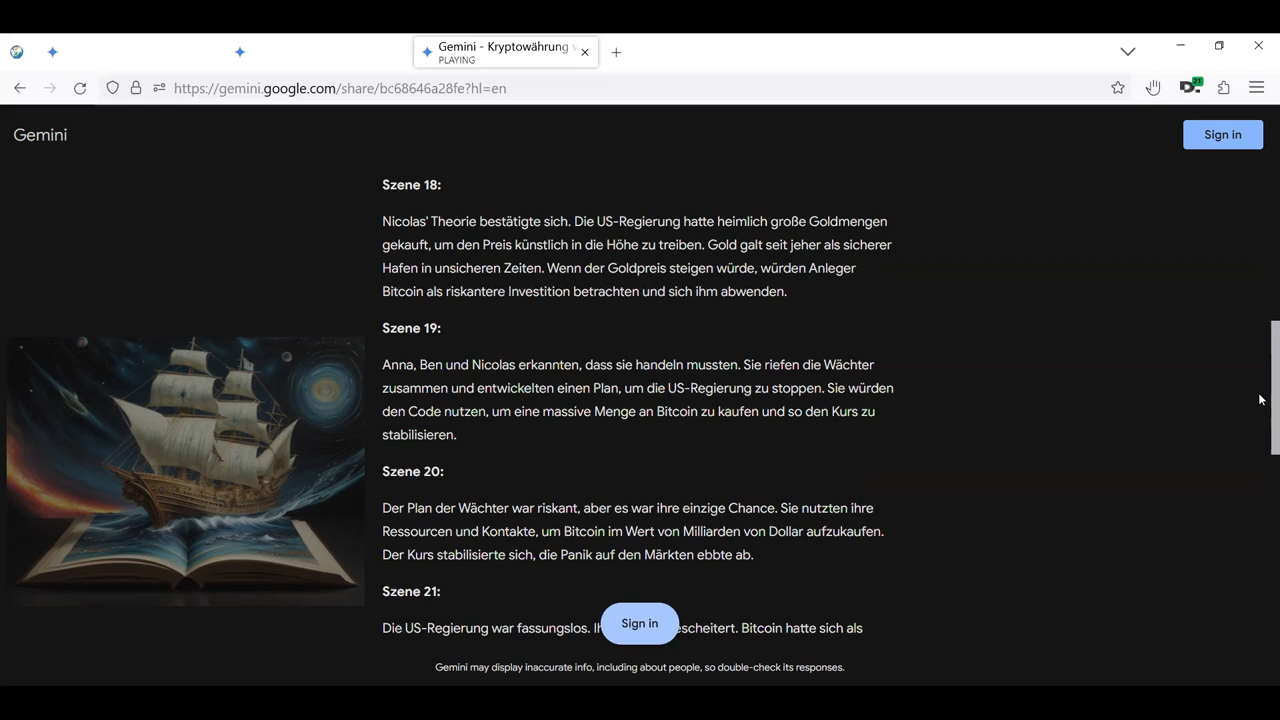 Gemini - Kryptowährung
PLAYING
https://gemini.google.com/share/bc68646a28fe?hl=en
21
Gemini
Sign in
Szene 18:
Nicolas' Theorie bestätigte sich. Die US-Regierung hatte heimlich große Goldmengen
gekauft, um den Preis künstlich in die Höhe zu treiben. Gold galt seit jeher als sicherer
Hafen in unsicheren Zeiten. Wenn der Goldpreis steigen würde, würden Anleger
Bitcoin als riskantere Investition betrachten und sich ihm abwenden.
Szene 19:
Anna, Ben und Nicolas erkannten, dass sie handeln mussten. Sie riefen die Wächter
zusammen und entwickelten einen Plan, um die US-Regierung zu stoppen. Sie würden
den Code nutzen, um eine massive Menge an Bitcoin zu kaufen und so den Kurs zu
stabilisieren.
Szene 20:
Der Plan der Wächter war riskant, aber es war ihre einzige Chance. Sie nutzten ihre
Ressourcen und Kontakte, um Bitcoin im Wert von Milliarden von Dollar aufzukaufen.
Der Kurs stabilisierte sich, die Panik auf den Märkten ebbte ab.
Szene 21:
Die US-Regierung war fassungslos. escheitert. Bitcoin hatte sich als
Sign in
Gemini may display inaccurate info, including about people, so double-check its responses.